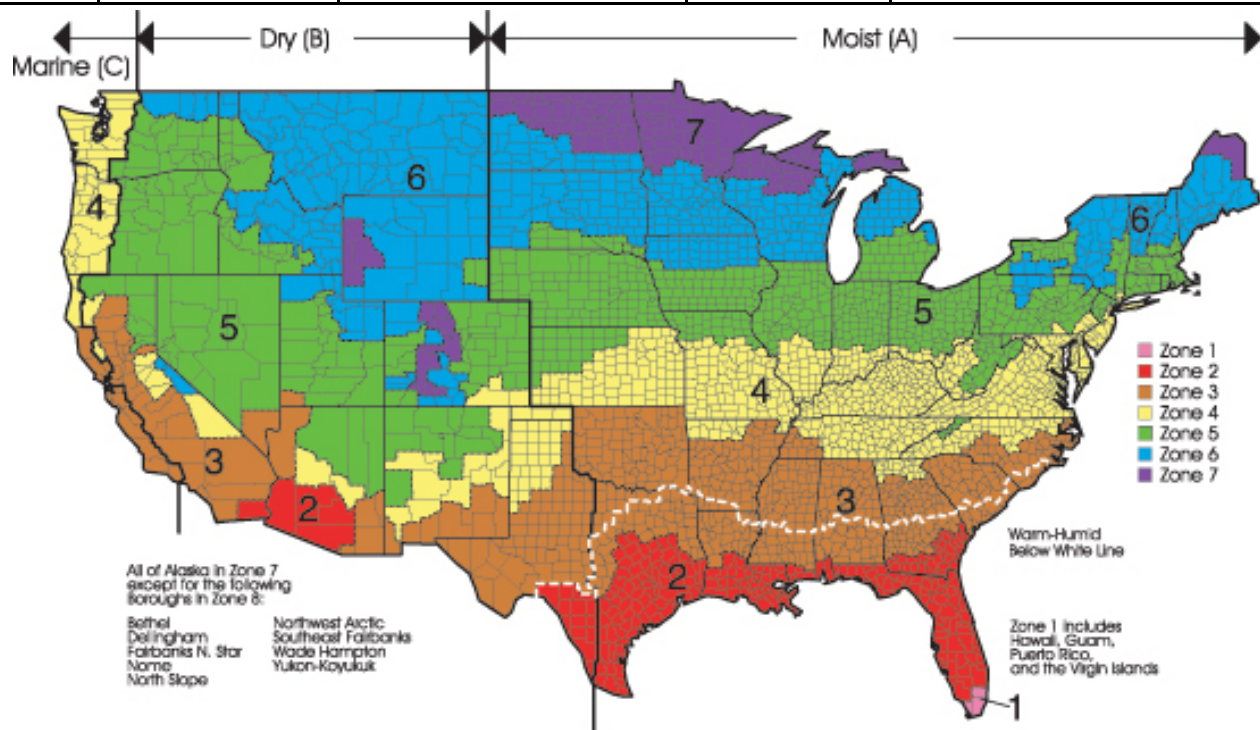 Dry (B)
Moist (A)
Marine (C)
7
6
4
6
5
5
4
3
3
2
2
1
Zone 1
Zone 2
Zone 3
Zone 4
Zone 5
Zone 6
Zone 7
Warm-Humid
Below White Line
All of Alaska in Zone 7
except for the following
Boroughs in Zone 8:
Bethel
Dellingham
Fairbanks N. Star
Nome
North Slope
Northwest Arctic
Southeast Fairbanks
Wade Hampton
Yukon-Koyukuk
Zone 1 includes
Hawaii, Guam,
Puerto Rico,
and the Virgin Islands